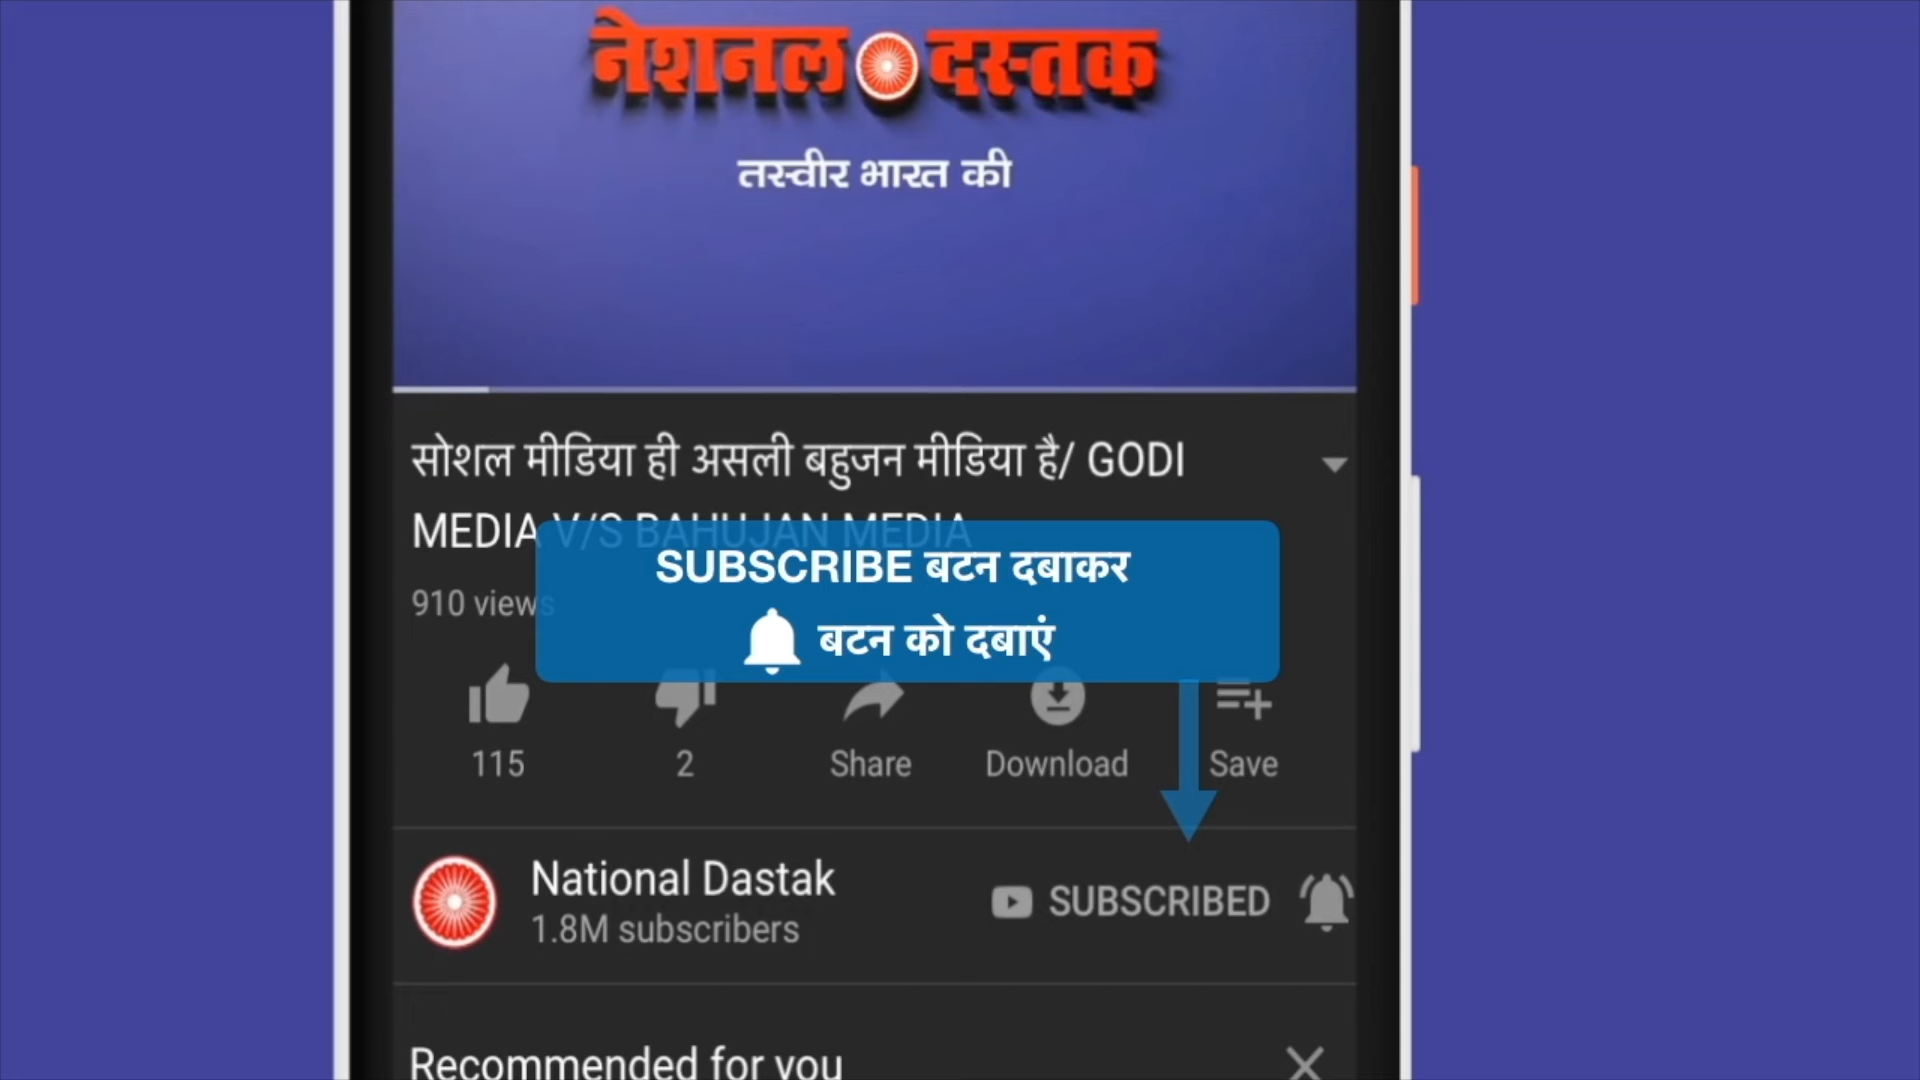 नेशनल दस्तक
तस्वीर भारत की
सोशल मीडिया ही असली बहुजन मीडिया है/ GODI
MEDIA V/S BAHUJAN MEDIA
SUBSCRIBE बटन दबाकर
बटन को दबाएं
910 views
115
2
Share
Download
Save
National Dastak
1.8M subscribers
SUBSCRIBED
Recommended for you